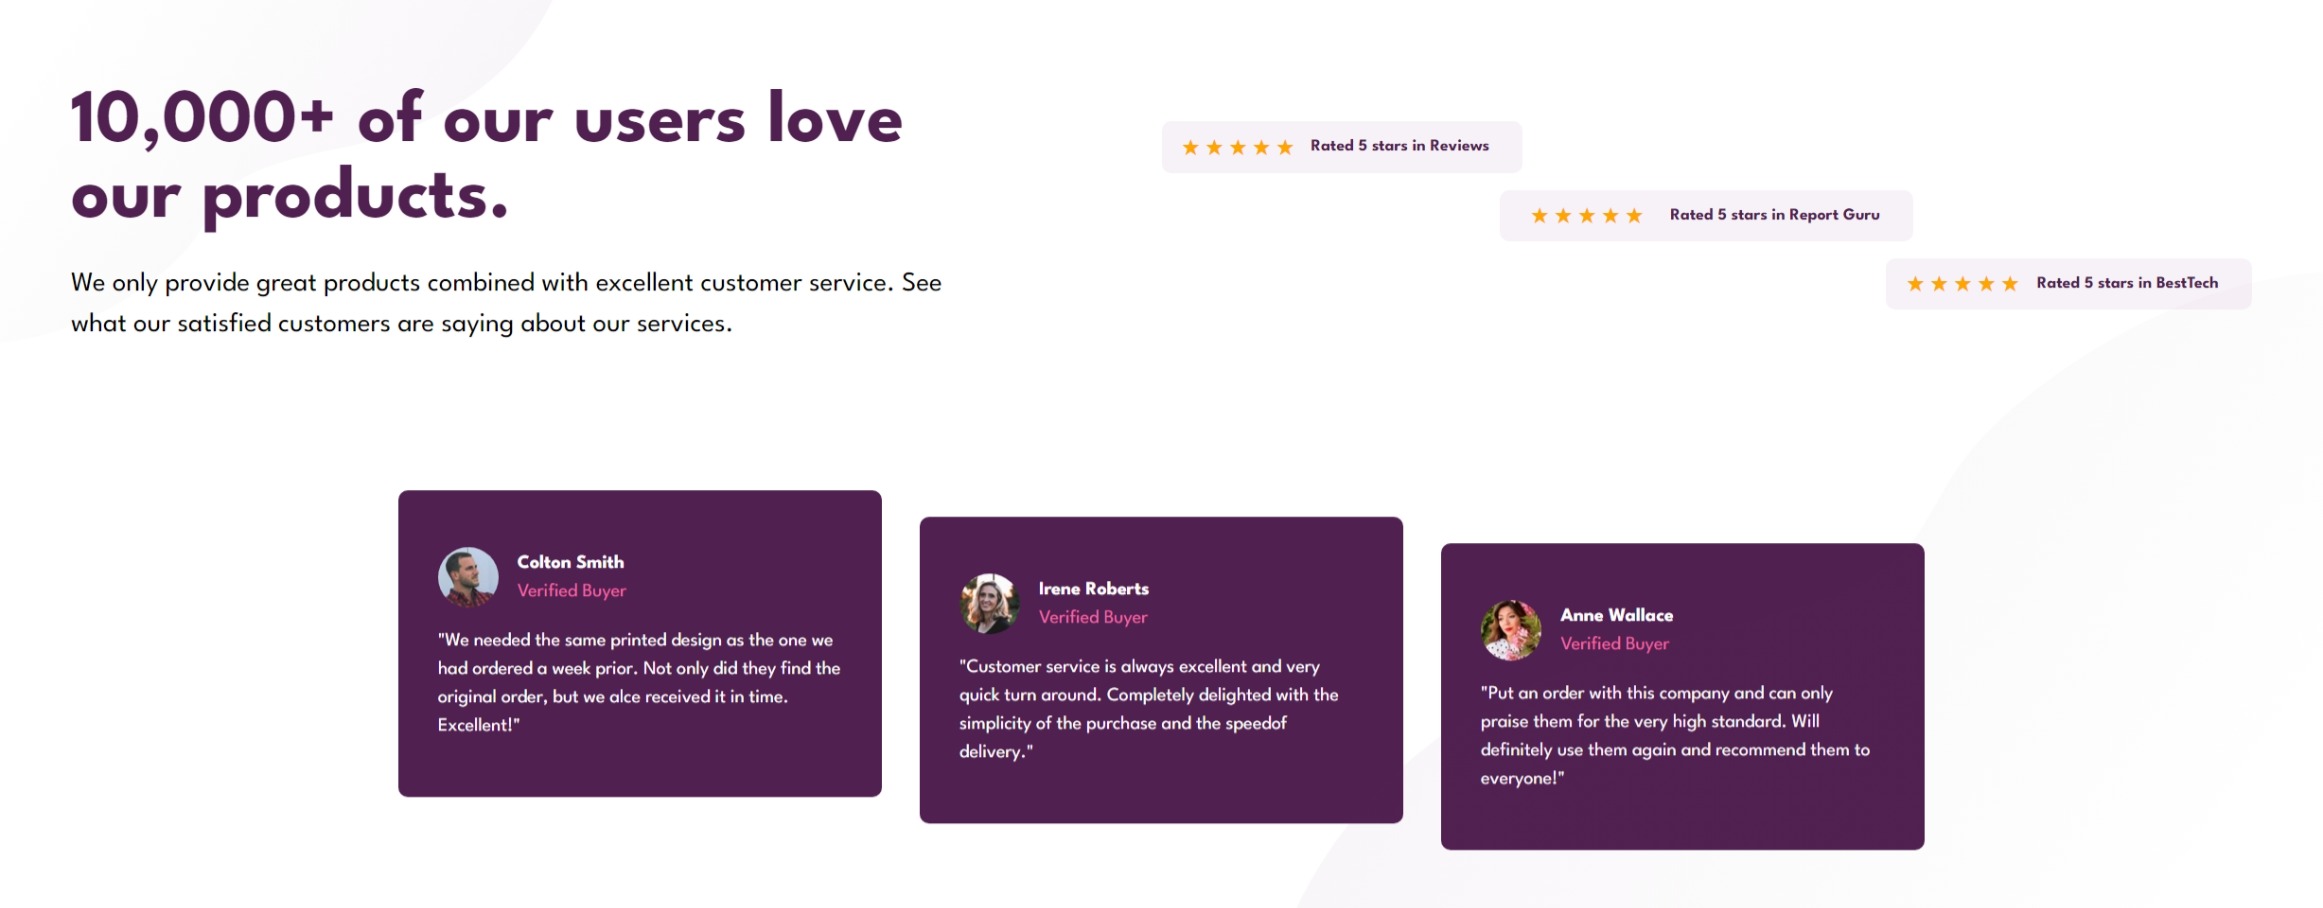 10,000+ of our users love
our products.
We only provide great products combined with excellent customer service. See
what our satisfied customers are saying about our services.
Rated 5 stars in Reviews
Rated 5 stars in Report Guru
Rated 5 stars in BestTech
Colton Smith
Verified Buyer
"We needed the same printed design as the one we
had ordered a week prior. Not only did they find the
original order, but we alce received it in time.
Excellent!"
Irene Roberts
Verified Buyer
"Customer service is always excellent and very
quick turn around. Completely delighted with the
simplicity of the purchase and the speedof
delivery."
Anne Wallace
Verified Buyer
"Put an order with this company and can only
praise them for the very high standard. Will
definitely use them again and recommend them to
everyone!"